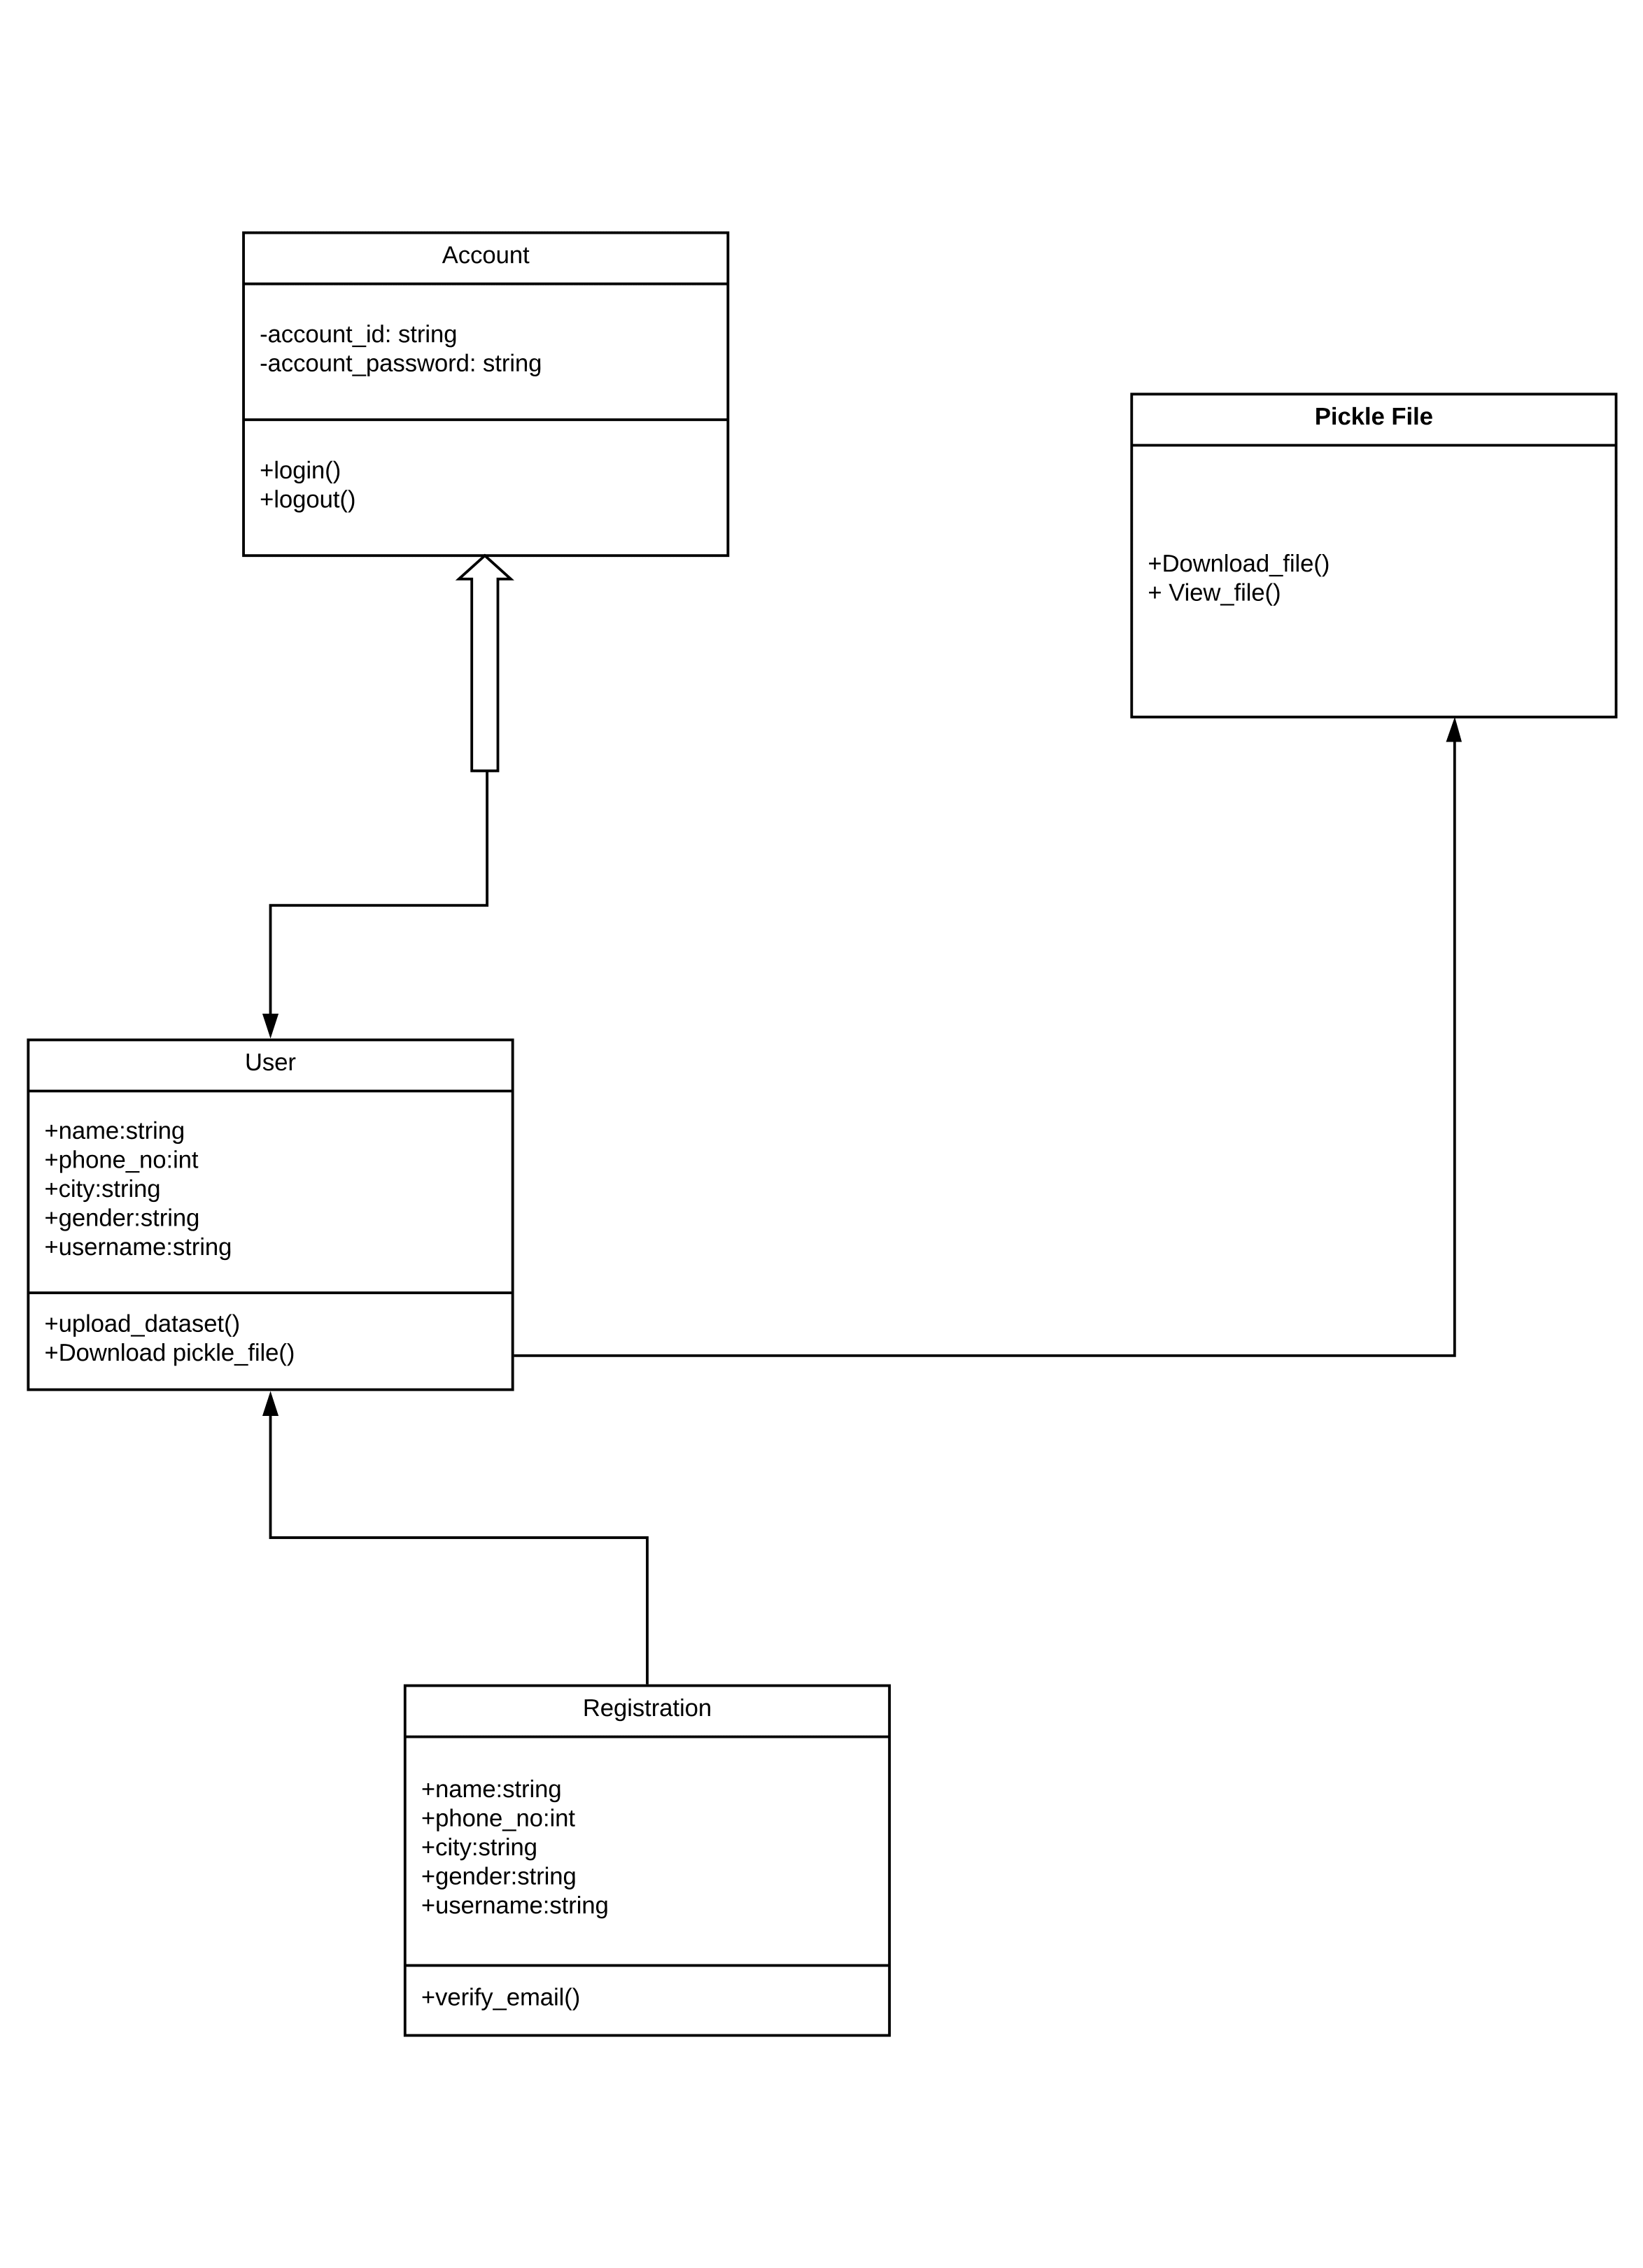 Account
-account_id: string
-account_password: string
+login()
+logout()
Pickle File
+Download_file()
+ View_file()
User
+name:string
+phone_no:int
+city:string
+gender:string
+username:string
+upload_dataset()
+Download pickle_file()
Registration
+name:string
+phone_no:int
+city:string
+gender:string
+username:string
+verify_email()